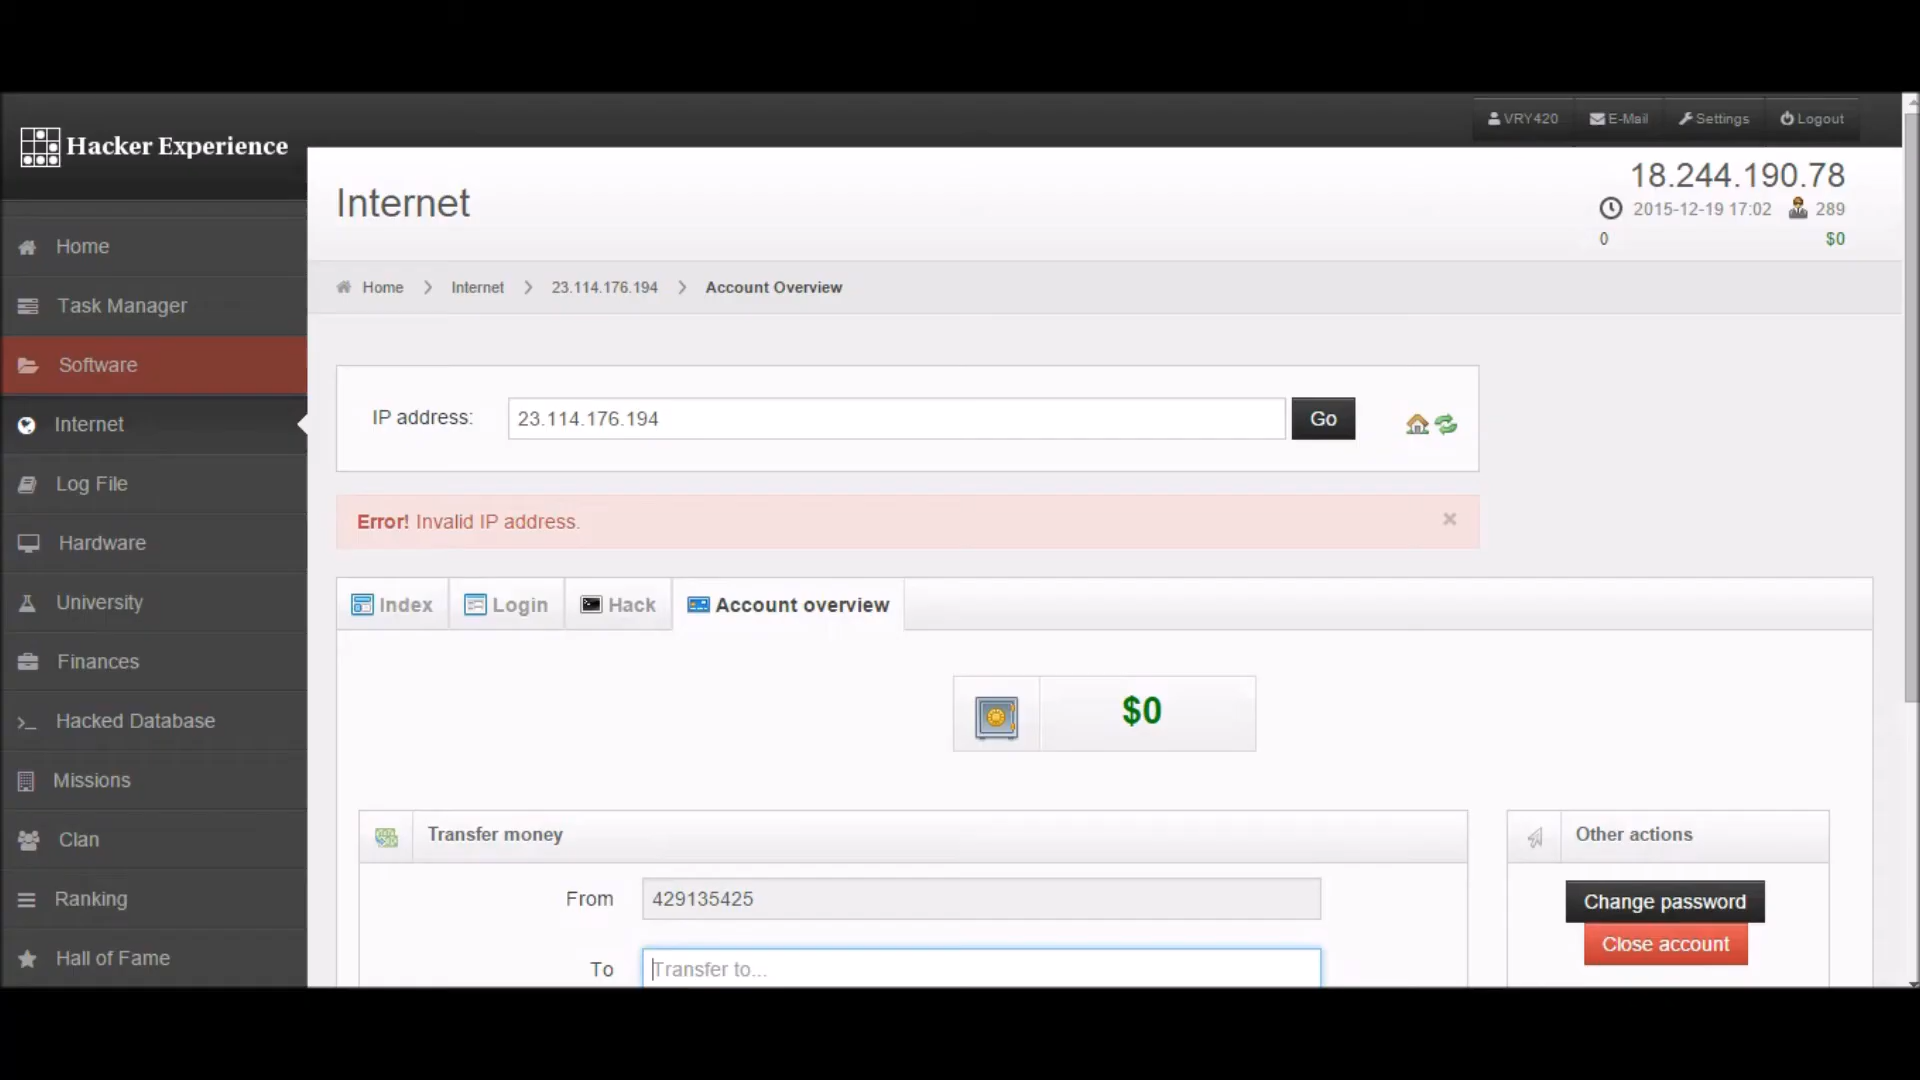 Hacker Experience
VRY420 E-Mail Settings Logout
Internet
18.244.190.78
2015-12-19 17:02 289
0 $0
Home
Task Manager
Software
Internet
Log File
Hardware
University
Finances
Hacked Database
Missions
Clan
Ranking
Hall of Fame
Home Internet 23.114.176.194 Account Overview
IP address: 23.114.176.194 Go
Error! Invalid IP address. ×
Index Login Hack Account overview
$0
Transfer money
From 429135425
To Transfer to...
Other actions
Change password
Close account